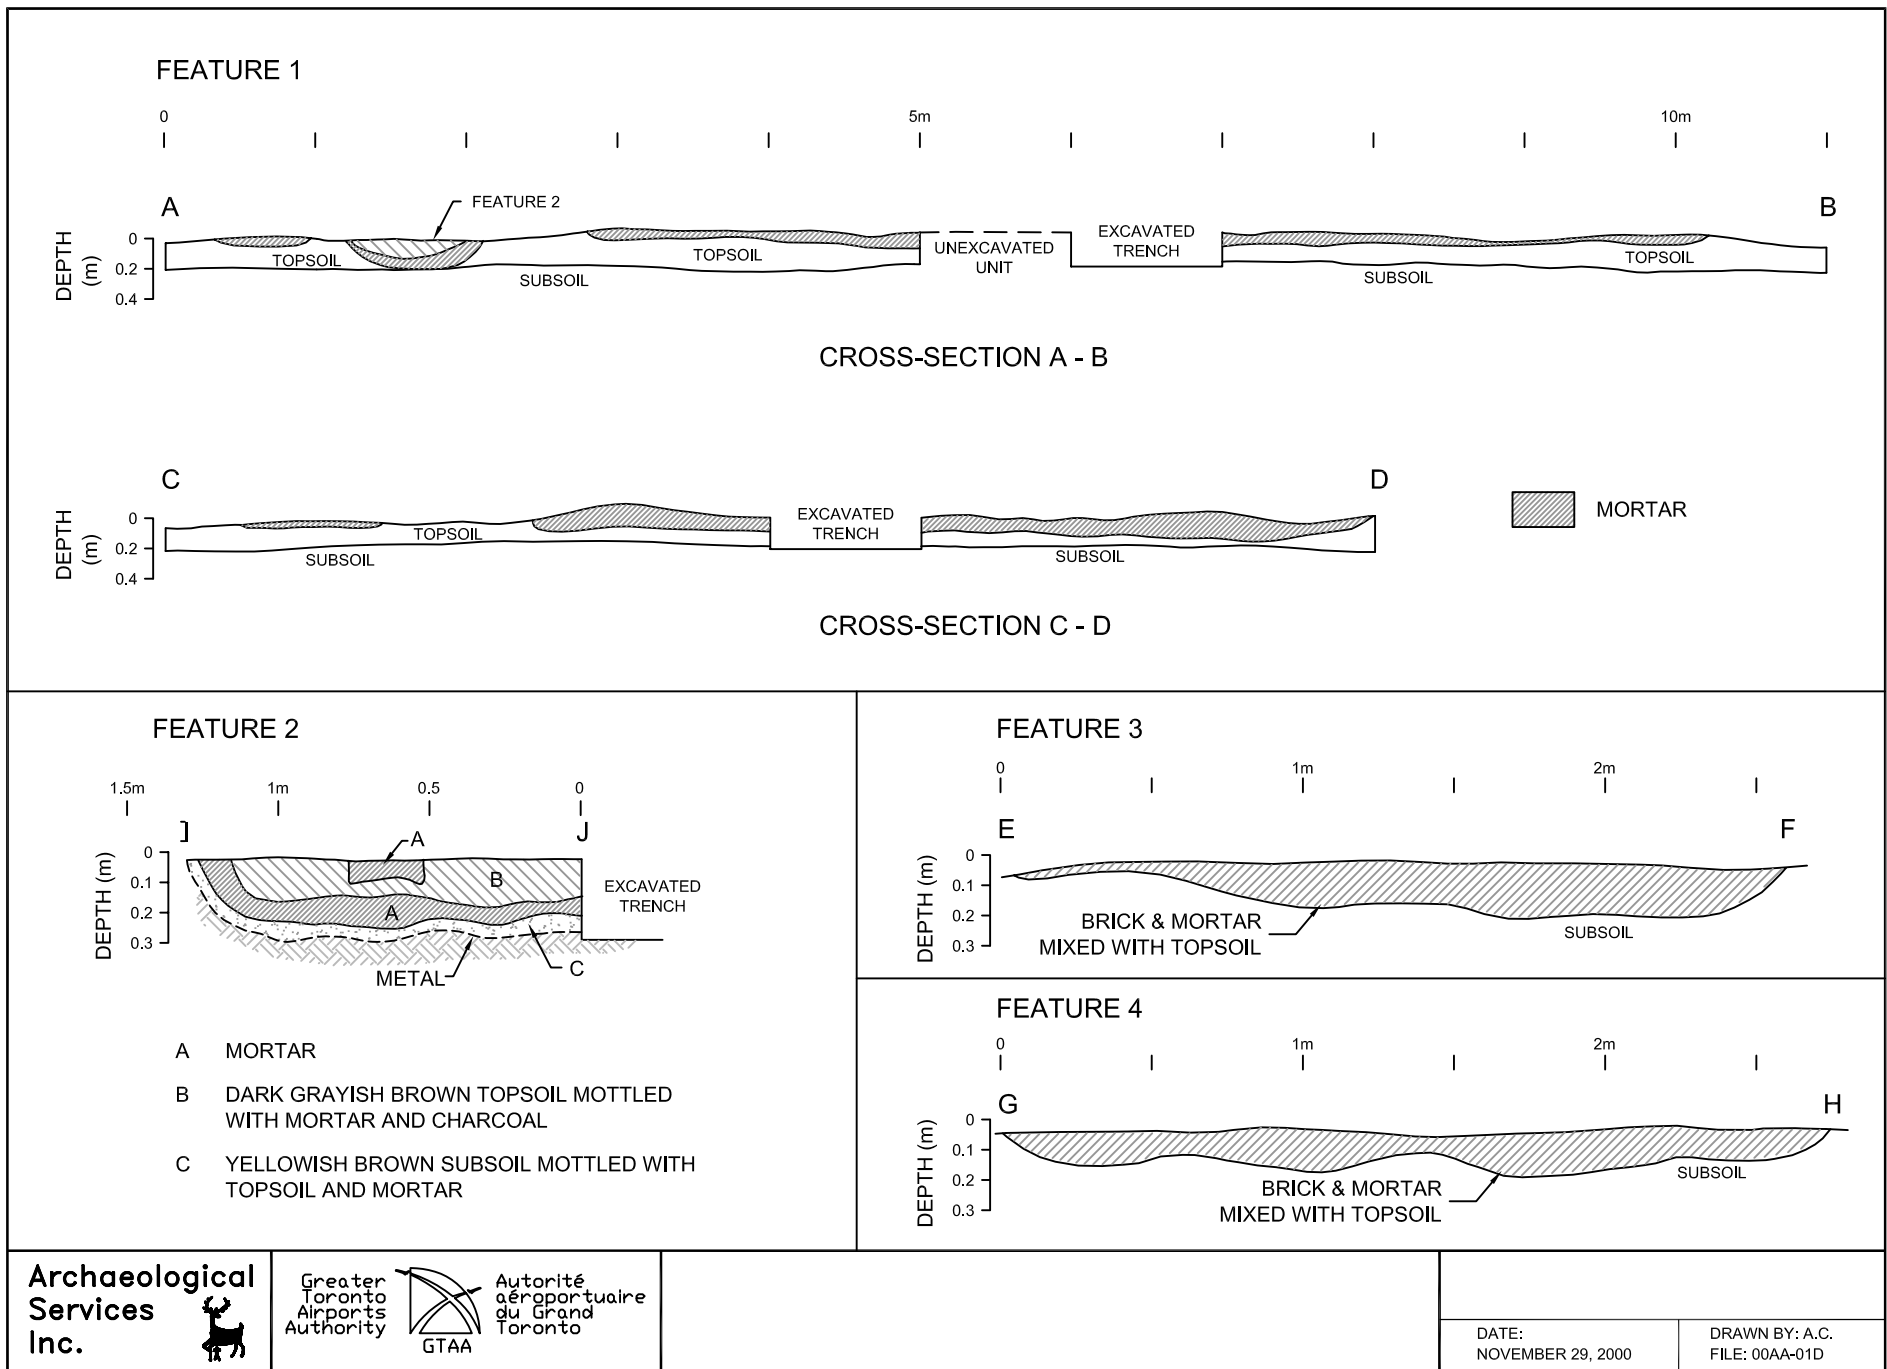 FEATURE 1
0 5m 10m
A B
FEATURE 2
DEPTH
(m)
0
0.2
0.4
TOPSOIL
SUBSOIL
TOPSOIL
UNEXCAVATED
UNIT
EXCAVATED
TRENCH
SUBSOIL
TOPSOIL
CROSS-SECTION A - B
C D
DEPTH
(m)
0
0.2
0.4
TOPSOIL
SUBSOIL
EXCAVATED
TRENCH
SUBSOIL
MORTAR
CROSS-SECTION C - D
FEATURE 2
1.5m 1m 0.5 0
I J
DEPTH (m)
0
0.1
0.2
0.3
A
B
A
EXCAVATED
TRENCH
METAL
C
A MORTAR
B DARK GRAYISH BROWN TOPSOIL MOTTLED
WITH MORTAR AND CHARCOAL
C YELLOWISH BROWN SUBSOIL MOTTLED WITH
TOPSOIL AND MORTAR
FEATURE 3
0 1m 2m
E F
DEPTH (m)
0
0.1
0.2
0.3
BRICK & MORTAR
MIXED WITH TOPSOIL
SUBSOIL
FEATURE 4
0 1m 2m
G H
DEPTH (m)
0
0.1
0.2
0.3
BRICK & MORTAR
MIXED WITH TOPSOIL
SUBSOIL
Archaeological
Services
Inc.
Greater
Toronto
Airports
Authority
GTAA
Autorité
aéroportuaire
du Grand
Toronto
DATE:
NOVEMBER 29, 2000
DRAWN BY: A.C.
FILE: 00AA-01D